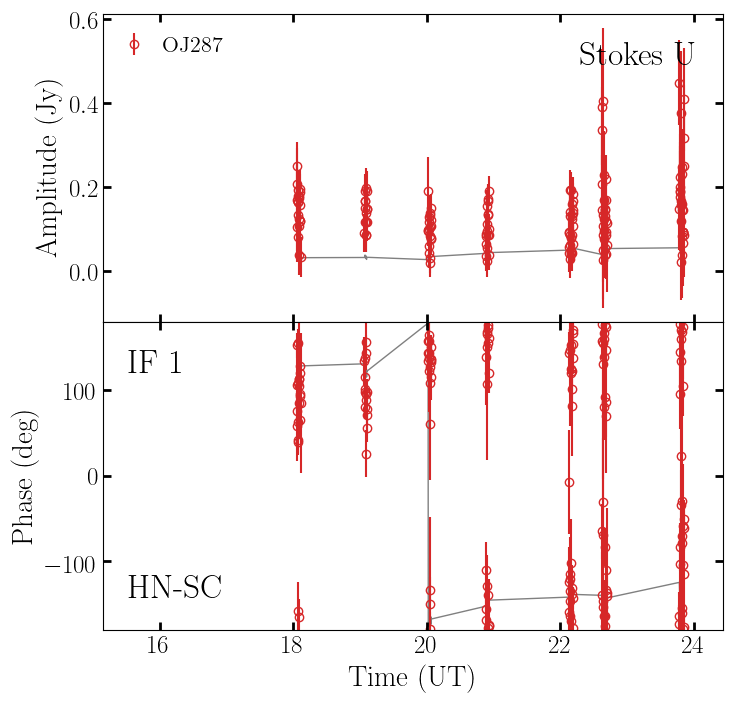 0.6
OJ287
Stokes U
0.4
0.2
0.0
Amplitude (Jy)
IF 1
100
0
−100
Phase (deg)
HN-SC
16 18 20 22 24
Time (UT)